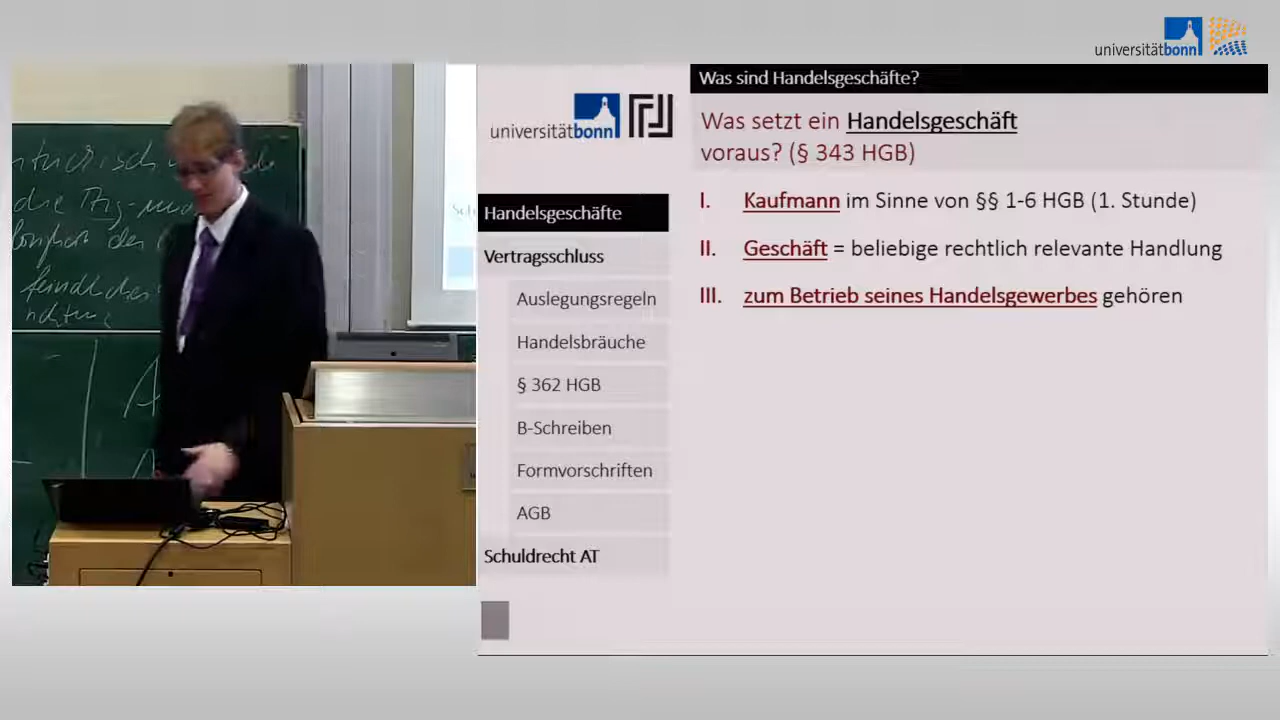 universitätbonn
Was sind Handelsgeschäfte?
universitätbonn
Was setzt ein Handelsgeschäft
voraus? (§ 343 HGB)
I. Kaufmann im Sinne von §§ 1-6 HGB (1. Stunde)
II. Geschäft = beliebige rechtlich relevante Handlung
III. zum Betrieb seines Handelsgewerbes gehören
Handelsgeschäfte
Vertragsschluss
Auslegungsregeln
Handelsbräuche
§ 362 HGB
B-Schreiben
Formvorschriften
AGB
Schuldrecht AT
die